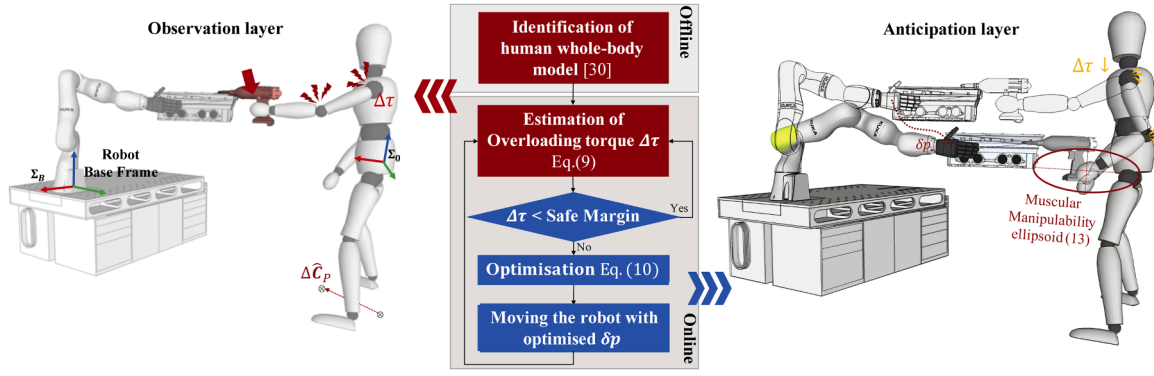 Observation layer
Δτ
Robot
Base Frame
Σ_B
Σ_0
ΔĈ_P
Offline
Identification of
human whole-body
model [30]
Estimation of
Overloading torque Δτ
Eq.(9)
Δτ < Safe Margin
Yes
No
Optimisation Eq. (10)
Moving the robot with
optimised δp
Online
Anticipation layer
Δτ ↓
δp
Muscular
Manipulability
ellipsoid (13)